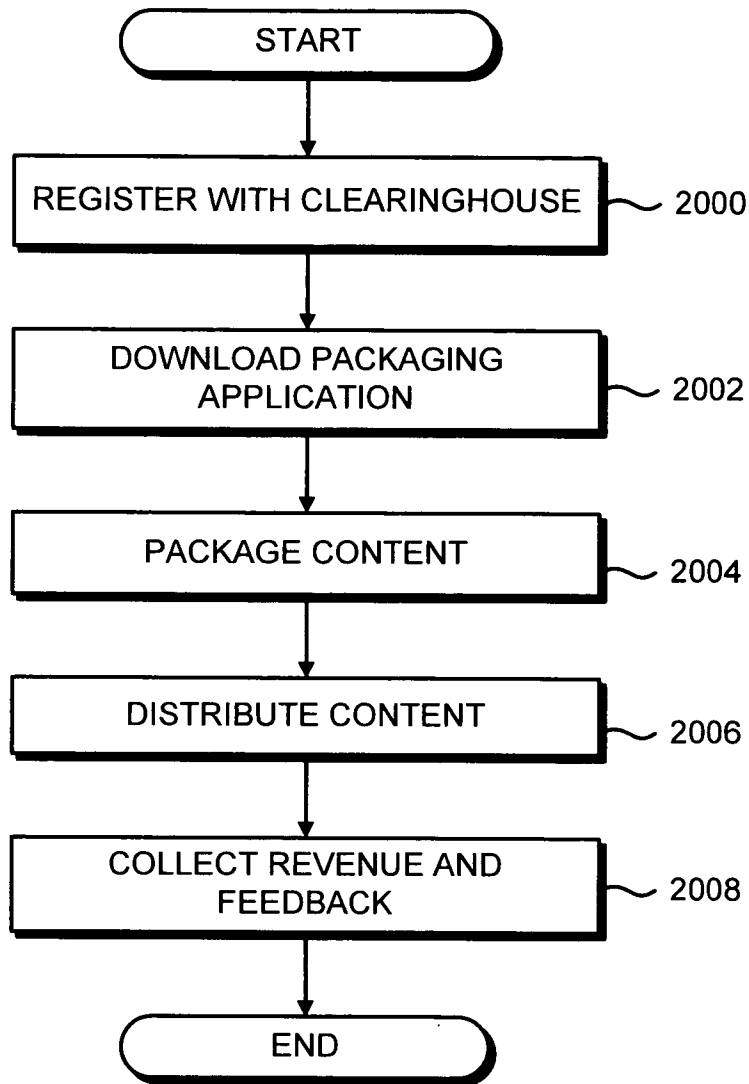 START
REGISTER WITH CLEARINGHOUSE
2000
DOWNLOAD PACKAGING
APPLICATION
2002
PACKAGE CONTENT
2004
DISTRIBUTE CONTENT
2006
COLLECT REVENUE AND
FEEDBACK
2008
END